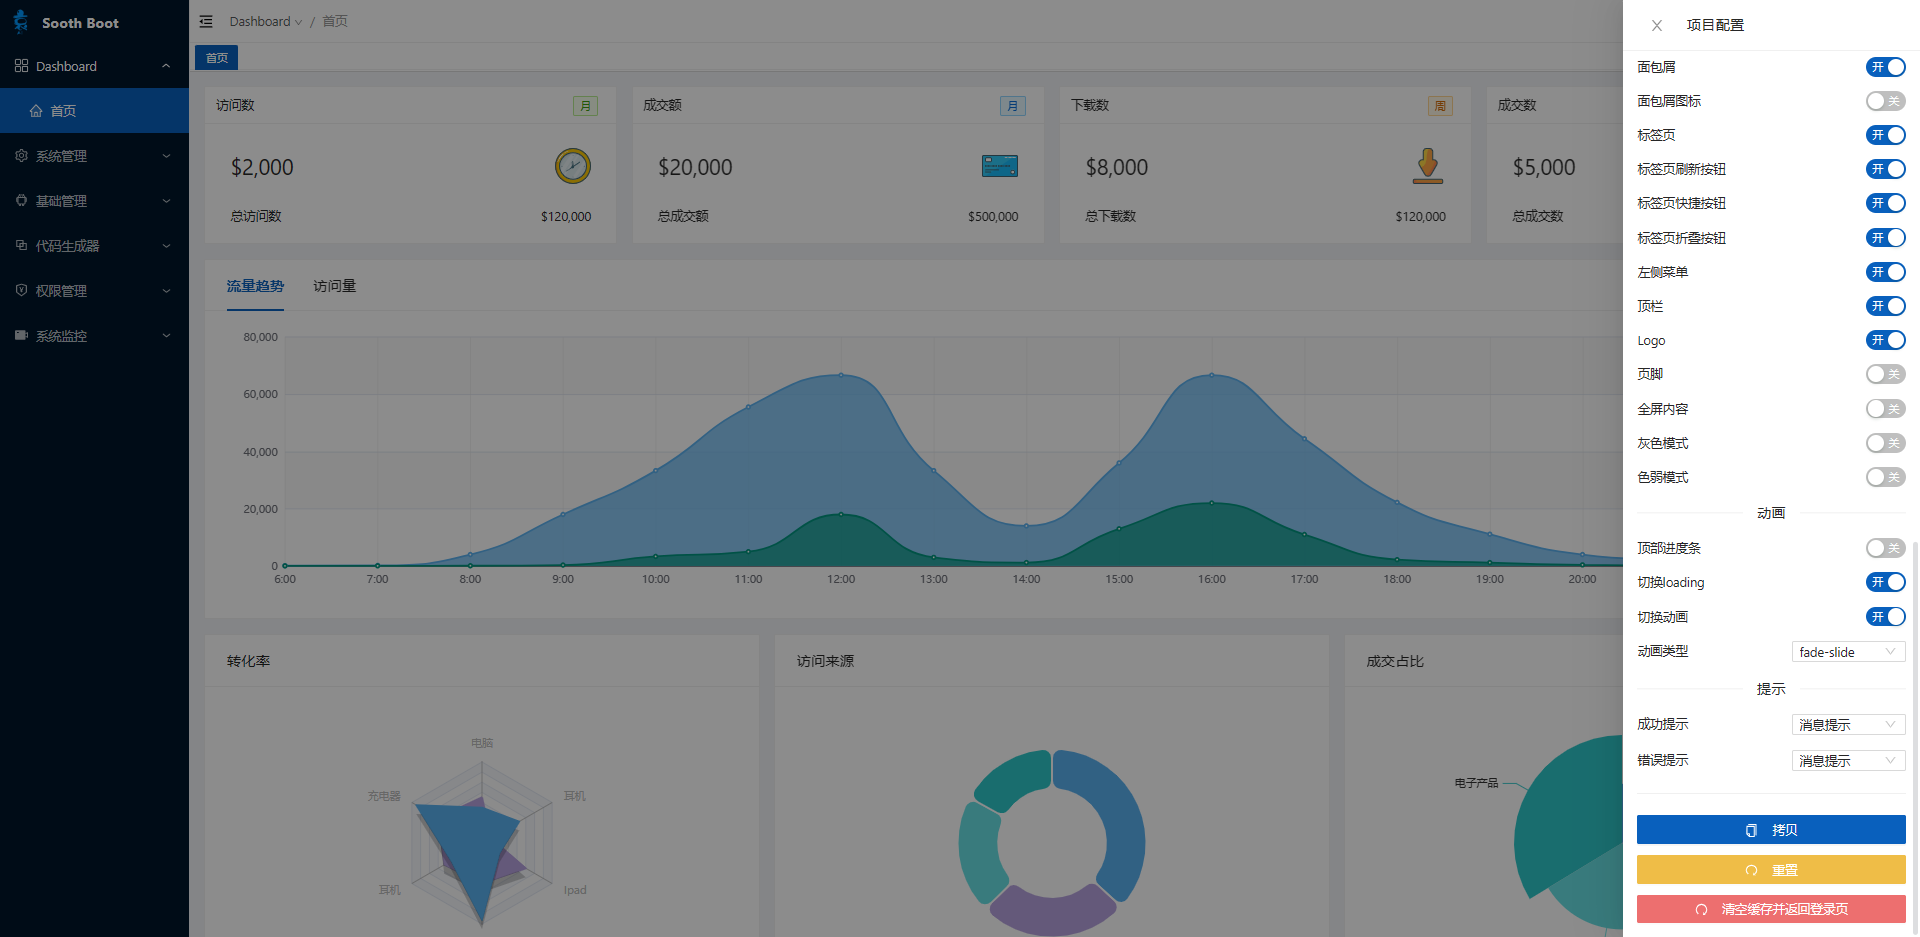 Sooth Boot
Dashboard
首页
系统管理
基础管理
代码生成器
权限管理
系统监控
Dashboard / 首页
首页
访问数 月
$2,000
总访问数 $120,000
成交额 月
$20,000
总成交额 $500,000
下载数 周
$8,000
总下载数 $120,000
成交数
$5,000
总成交数
流量趋势 访问量
80,000
60,000
40,000
20,000
0
6:00 7:00 8:00 9:00 10:00 11:00 12:00 13:00 14:00 15:00 16:00 17:00 18:00 19:00 20:00
转化率
电脑
充电器 耳机
耳机 Ipad
访问来源
成交占比
电子产品
项目配置
面包屑 开
面包屑图标 关
标签页 开
标签页刷新按钮 开
标签页快捷按钮 开
标签页折叠按钮 开
左侧菜单 开
顶栏 开
Logo 开
页脚 关
全屏内容 关
灰色模式 关
色弱模式 关
动画
顶部进度条 关
切换loading 开
切换动画 开
动画类型 fade-slide
提示
成功提示 消息提示
错误提示 消息提示
拷贝
重置
清空缓存并返回登录页